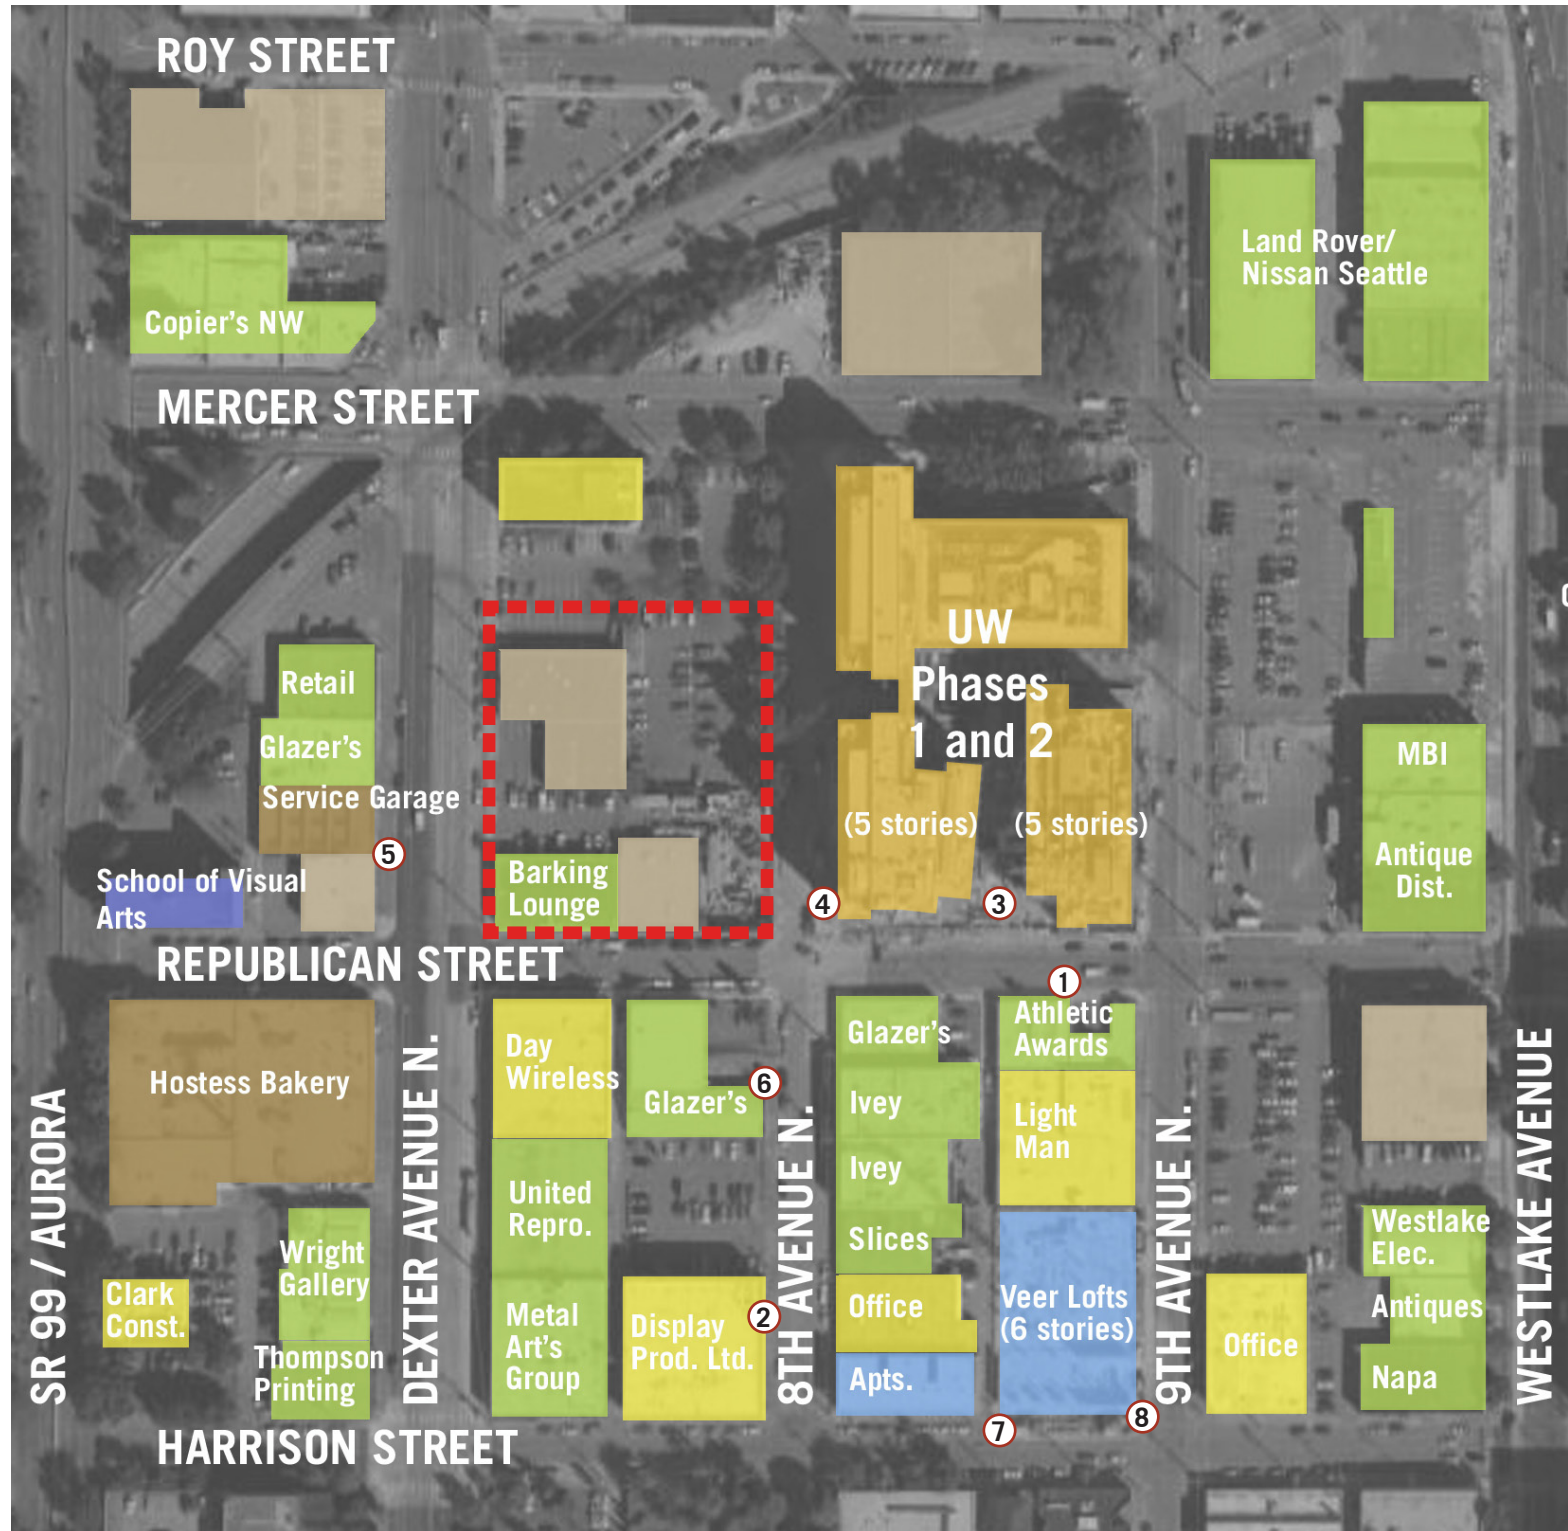 ROY STREET
Land Rover/
Nissan Seattle
Copier's NW
MERCER STREET
UW
Phases
1 and 2
Retail
Glazer's
Service Garage
5
School of Visual
Arts
Barking
Lounge
(5 stories)
(5 stories)
4
3
MBI
Antique
Dist.
REPUBLICAN STREET
1
Hostess Bakery
Day
Wireless
Glazer's
6
Glazer's
Athletic
Awards
Ivey
Light
Man
Ivey
Slices
United
Repro.
Wright
Gallery
Clark
Const.
Thompson
Printing
Metal
Art's
Group
Display
Prod. Ltd.
2
Office
Apts.
Veer Lofts
(6 stories)
7
8
Office
Westlake
Elec.
Antiques
Napa
SR 99 / AURORA
DEXTER AVENUE N.
8TH AVENUE N.
9TH AVENUE N.
WESTLAKE AVENUE
HARRISON STREET